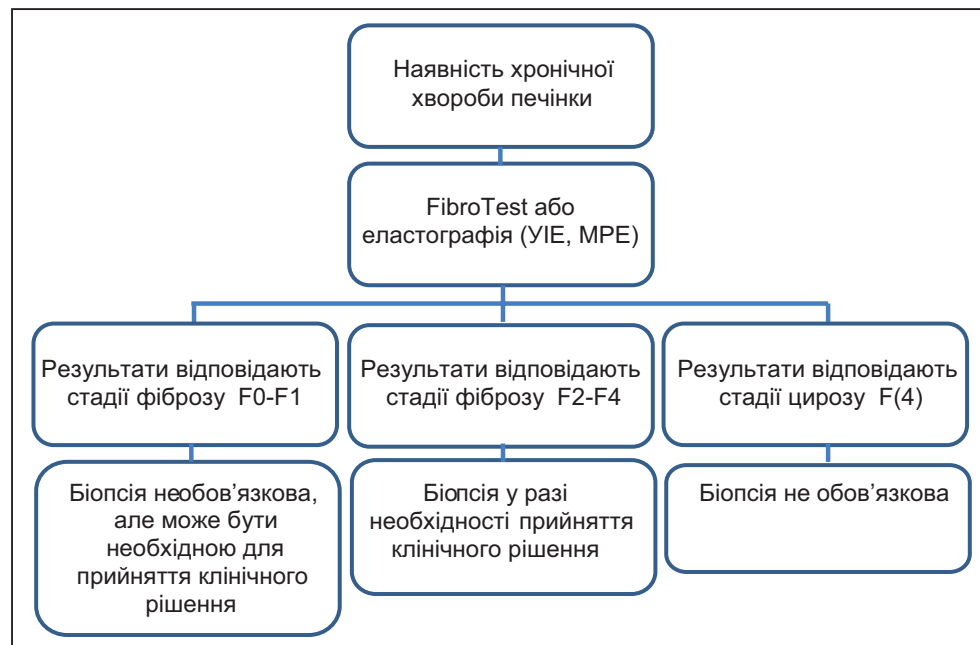 Наявність хронічної
хвороби печінки
FibroTest або
еластографія (УІЕ, МРЕ)
Результати відповідають
стадії фіброзу F0-F1
Результати відповідають
стадії фіброзу F2-F4
Результати відповідають
стадії цирозу F(4)
Біопсія необов’язкова,
але може бути
необхідною для
прийняття клінічного
рішення
Біопсія у разі
необхідності прийняття
клінічного рішення
Біопсія не обов’язкова